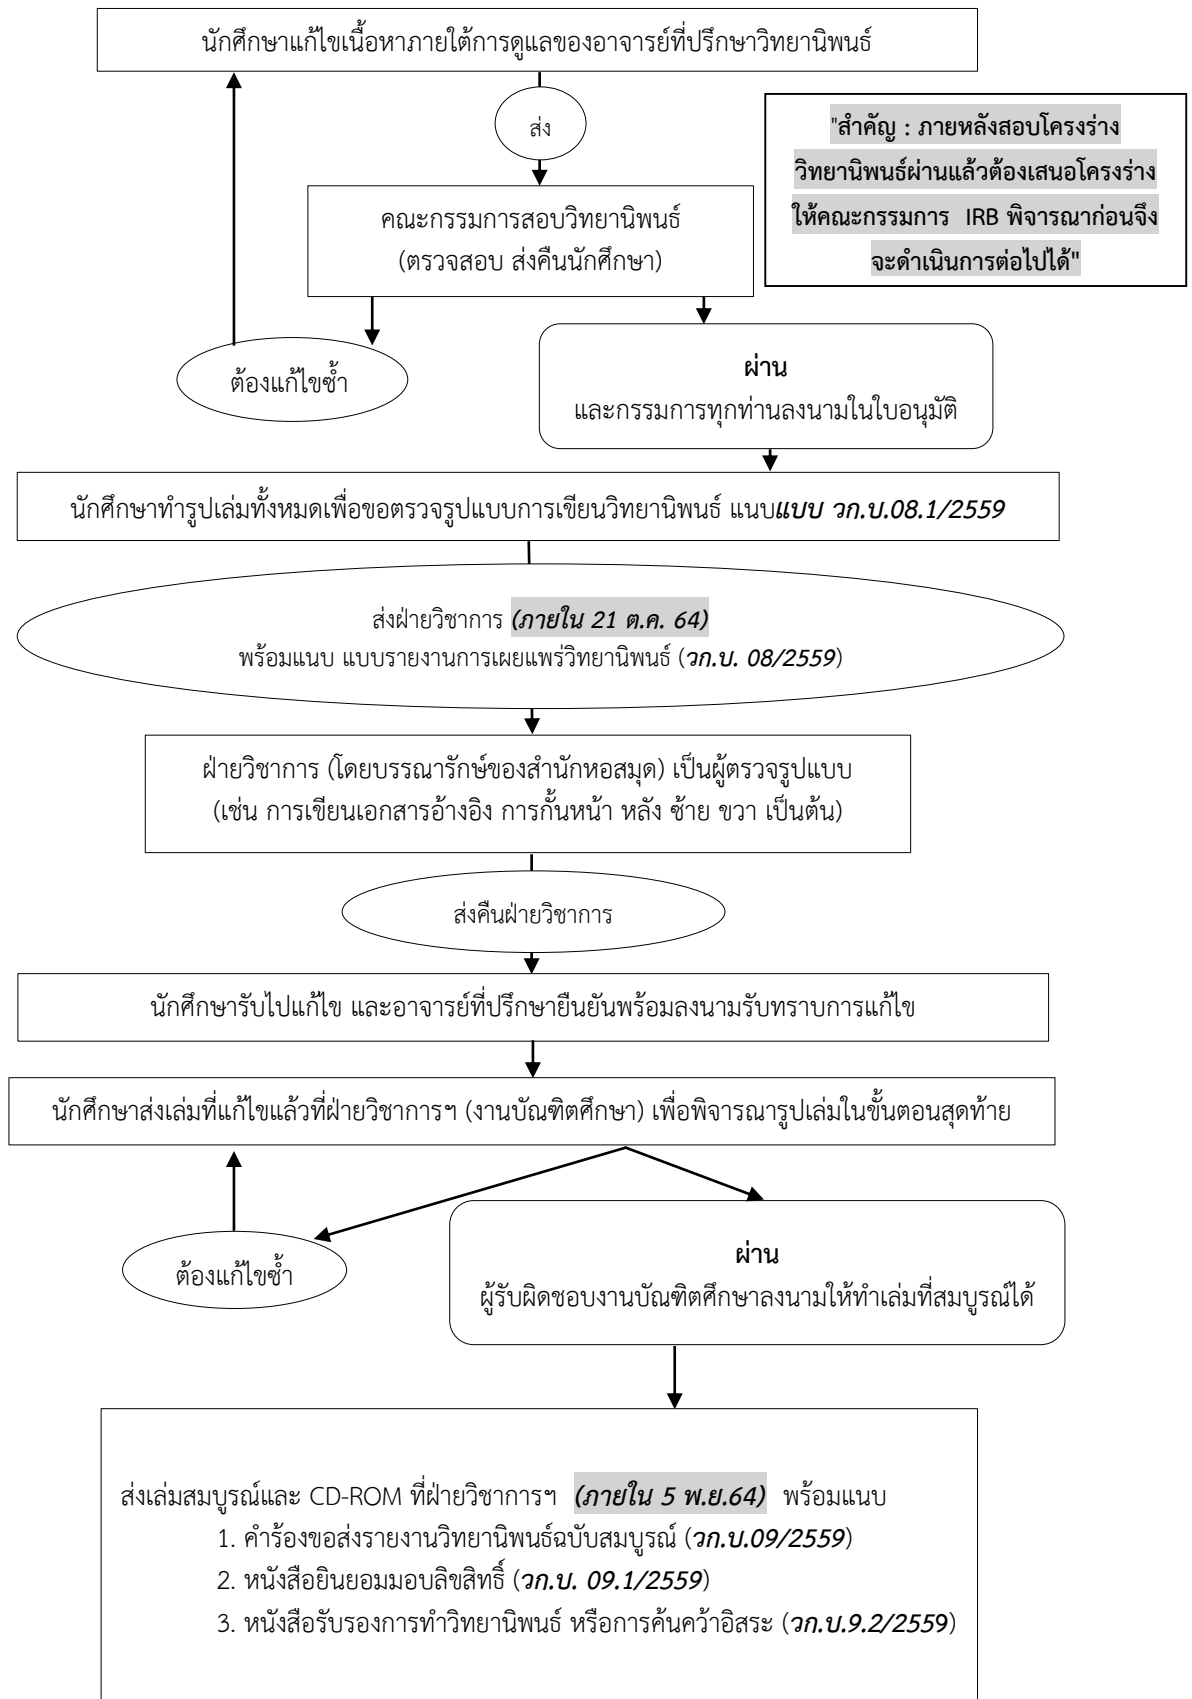 นักศึกษาแก้ไขเนื้อหาภายใต้การดูแลของอาจารย์ที่ปรึกษาวิทยานิพนธ์
ส่ง
"สำคัญ : ภายหลังสอบโครงร่าง
วิทยานิพนธ์ผ่านแล้วต้องเสนอโครงร่าง
ให้คณะกรรมการ IRB พิจารณาก่อนจึง
จะดำเนินการต่อไปได้"
คณะกรรมการสอบวิทยานิพนธ์
(ตรวจสอบ ส่งคืนนักศึกษา)
ต้องแก้ไขซ้ำ
ผ่าน
และกรรมการทุกท่านลงนามในใบอนุมัติ
นักศึกษาทำรูปเล่มทั้งหมดเพื่อขอตรวจรูปแบบการเขียนวิทยานิพนธ์ แนบแบบ วก.บ.08.1/2559
ส่งฝ่ายวิชาการ (ภายใน 21 ต.ค. 64)
พร้อมแนบ แบบรายงานการเผยแพร่วิทยานิพนธ์ (วก.บ. 08/2559)
ฝ่ายวิชาการ (โดยบรรณารักษ์ของสำนักหอสมุด) เป็นผู้ตรวจรูปแบบ
(เช่น การเขียนเอกสารอ้างอิง การกั้นหน้า หลัง ซ้าย ขวา เป็นต้น)
ส่งคืนฝ่ายวิชาการ
นักศึกษารับไปแก้ไข และอาจารย์ที่ปรึกษายืนยันพร้อมลงนามรับทราบการแก้ไข
นักศึกษาส่งเล่มที่แก้ไขแล้วที่ฝ่ายวิชาการฯ (งานบัณฑิตศึกษา) เพื่อพิจารณารูปเล่มในขั้นตอนสุดท้าย
ต้องแก้ไขซ้ำ
ผ่าน
ผู้รับผิดชอบงานบัณฑิตศึกษาลงนามให้ทำเล่มที่สมบูรณ์ได้
ส่งเล่มสมบูรณ์และ CD-ROM ที่ฝ่ายวิชาการฯ (ภายใน 5 พ.ย.64) พร้อมแนบ
1. คำร้องขอส่งรายงานวิทยานิพนธ์ฉบับสมบูรณ์ (วก.บ.09/2559)
2. หนังสือยินยอมมอบลิขสิทธิ์ (วก.บ. 09.1/2559)
3. หนังสือรับรองการทำวิทยานิพนธ์ หรือการค้นคว้าอิสระ (วก.บ.9.2/2559)